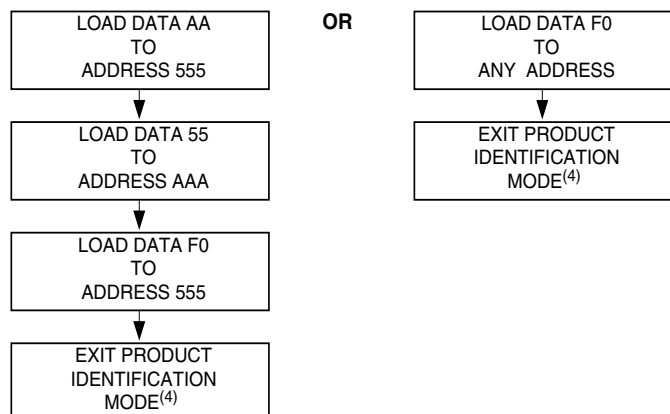 LOAD DATA AA
TO
ADDRESS 555
LOAD DATA 55
TO
ADDRESS AAA
LOAD DATA F0
TO
ADDRESS 555
EXIT PRODUCT
IDENTIFICATION
MODE(4)
OR
LOAD DATA F0
TO
ANY ADDRESS
EXIT PRODUCT
IDENTIFICATION
MODE(4)